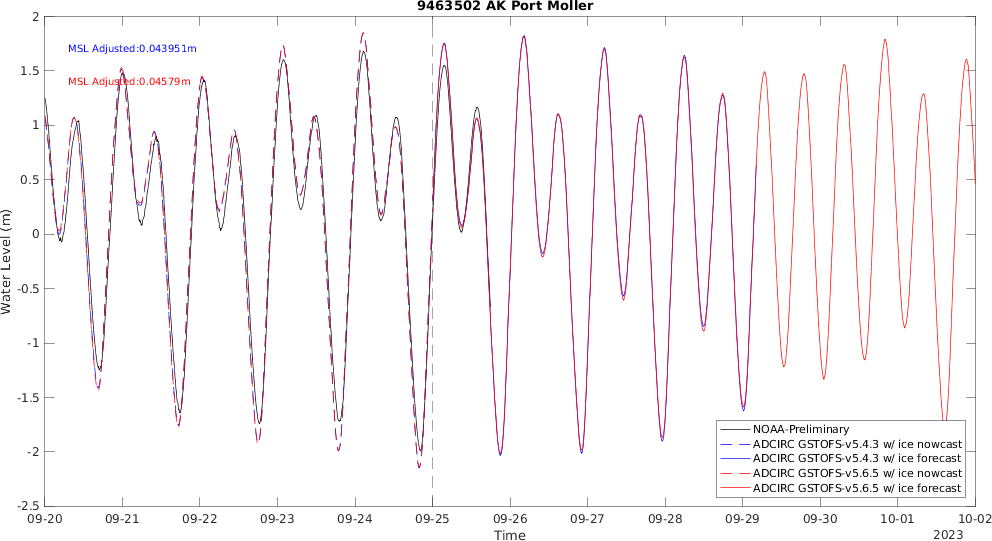 9463502 AK Port Moller
2
1.5
1
0.5
0
-0.5
-1
-1.5
-2
-2.5
Water Level (m)
MSL Adjusted:0.043951m
MSL Adjusted:0.04579m
NOAA-Preliminary
ADCIRC GSTOFS-v5.4.3 w/ ice nowcast
ADCIRC GSTOFS-v5.4.3 w/ ice forecast
ADCIRC GSTOFS-v5.6.5 w/ ice nowcast
ADCIRC GSTOFS-v5.6.5 w/ ice forecast
09-20 09-21 09-22 09-23 09-24 09-25 09-26 09-27 09-28 09-29 09-30 10-01 10-02
Time
2023